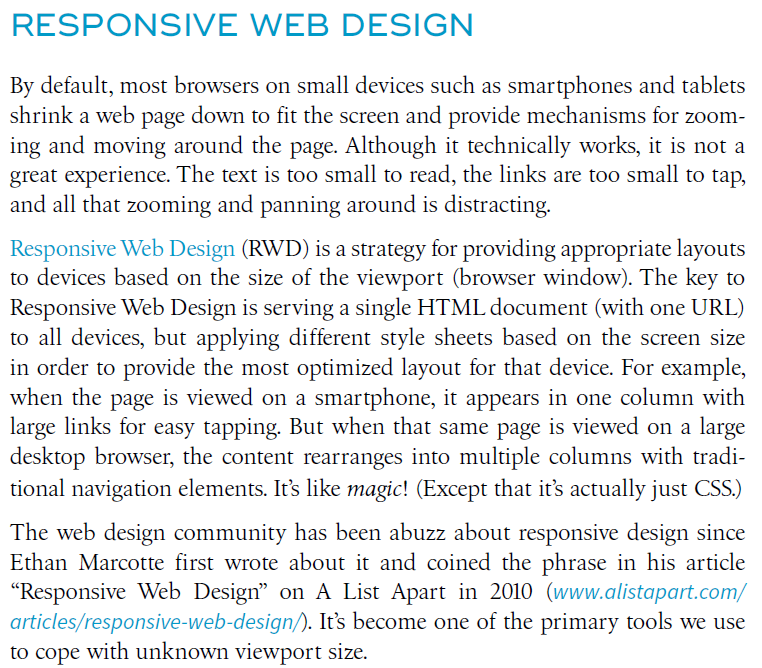 RESPONSIVE WEB DESIGN
By default, most browsers on small devices such as smartphones and tablets
shrink a web page down to fit the screen and provide mechanisms for zoom-
ing and moving around the page. Although it technically works, it is not a
great experience. The text is too small to read, the links are too small to tap,
and all that zooming and panning around is distracting.
Responsive Web Design (RWD) is a strategy for providing appropriate layouts
to devices based on the size of the viewport (browser window). The key to
Responsive Web Design is serving a single HTML document (with one URL)
to all devices, but applying different style sheets based on the screen size
in order to provide the most optimized layout for that device. For example,
when the page is viewed on a smartphone, it appears in one column with
large links for easy tapping. But when that same page is viewed on a large
desktop browser, the content rearranges into multiple columns with tradi-
tional navigation elements. It’s like magic! (Except that it’s actually just CSS.)
The web design community has been abuzz about responsive design since
Ethan Marcotte first wrote about it and coined the phrase in his article
“Responsive Web Design” on A List Apart in 2010 (www.alistapart.com/
articles/responsive-web-design/). It’s become one of the primary tools we use
to cope with unknown viewport size.